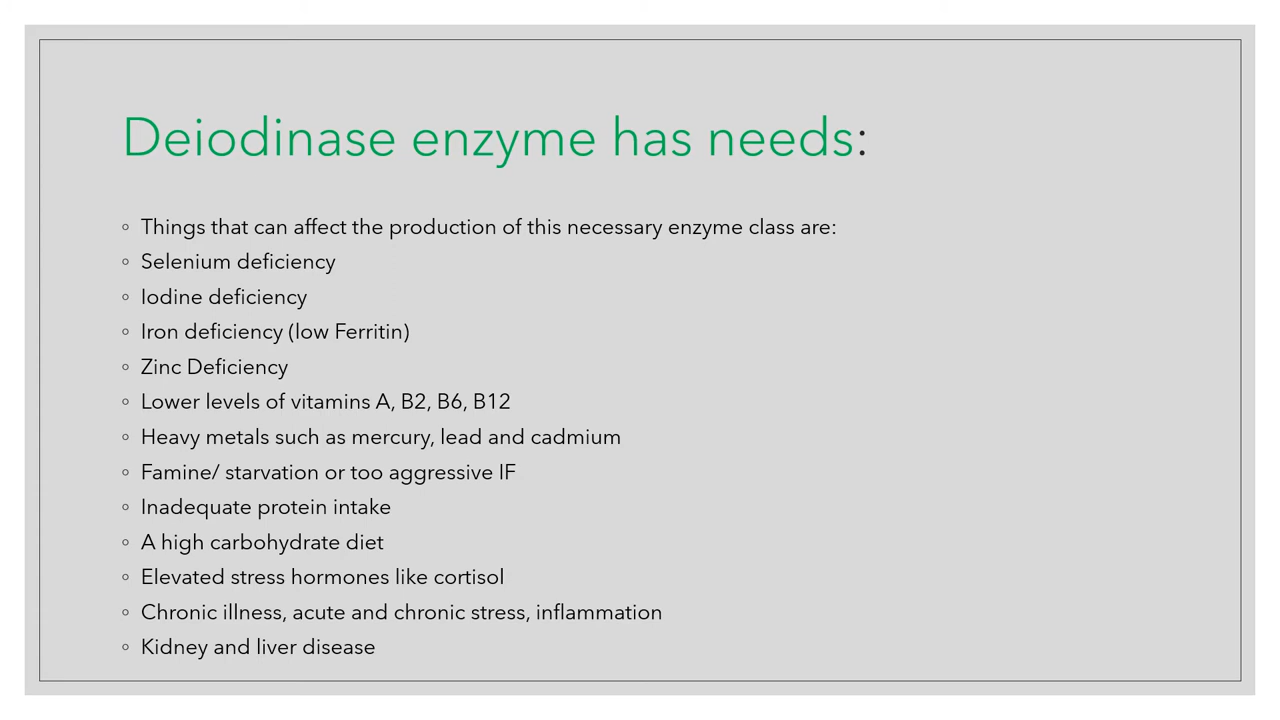 Deiodinase enzyme has needs:
◦ Things that can affect the production of this necessary enzyme class are:
◦ Selenium deficiency
◦ Iodine deficiency
◦ Iron deficiency (low Ferritin)
◦ Zinc Deficiency
◦ Lower levels of vitamins A, B2, B6, B12
◦ Heavy metals such as mercury, lead and cadmium
◦ Famine/ starvation or too aggressive IF
◦ Inadequate protein intake
◦ A high carbohydrate diet
◦ Elevated stress hormones like cortisol
◦ Chronic illness, acute and chronic stress, inflammation
◦ Kidney and liver disease